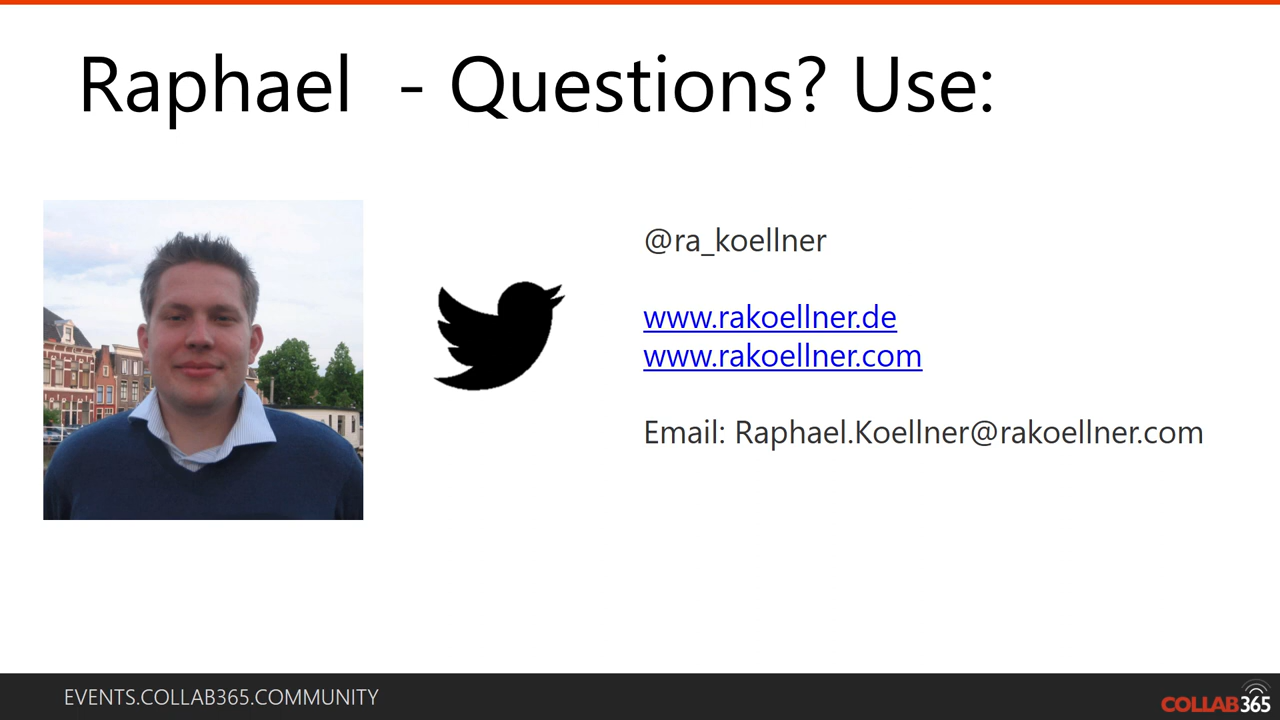 Raphael - Questions? Use:
@ra_koellner
www.rakoellner.de
www.rakoellner.com
Email: Raphael.Koellner@rakoellner.com
EVENTS.COLLAB365.COMMUNITY
COLLAB365